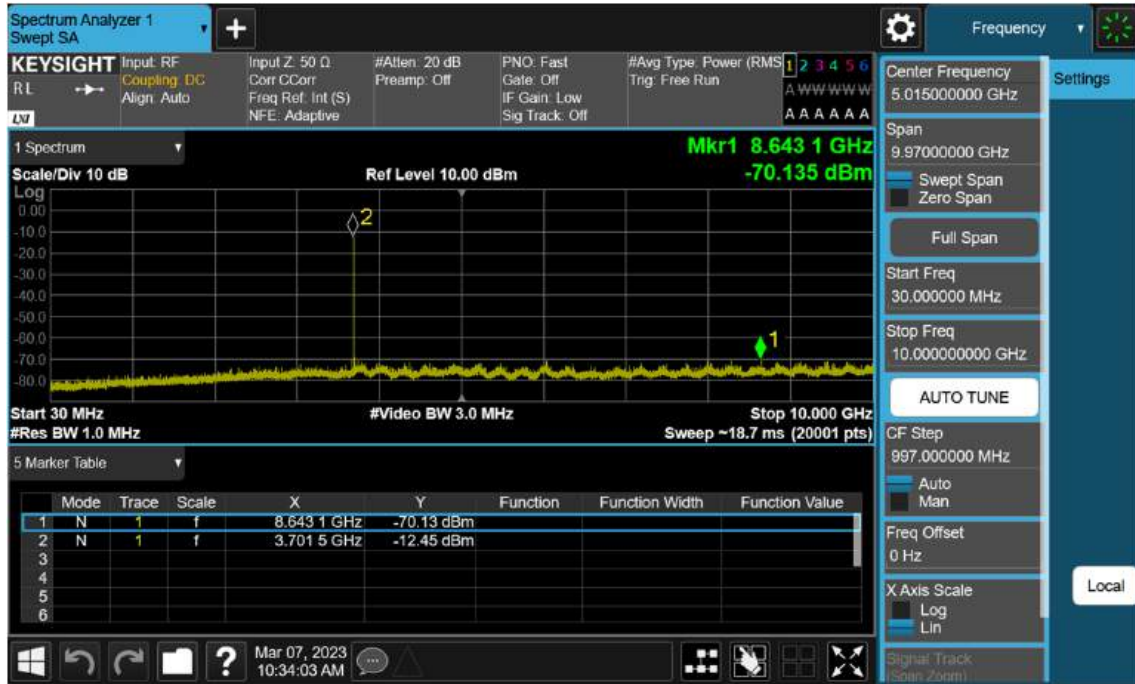 Spectrum Analyzer 1
Swept SA
+
Frequency
KEYSIGHT
R L
LXI
Input: RF
Coupling: DC
Align: Auto
Input Z: 50 Ω
Corr CCorr
Freq Ref: Int (S)
NFE: Adaptive
#Atten: 20 dB
Preamp: Off
PNO: Fast
Gate: Off
IF Gain: Low
Sig Track: Off
#Avg Type: Power (RMS
Trig: Free Run
1 2 3 4 5 6
A W W W W W
A A A A A A
1 Spectrum
Mkr1 8.643 1 GHz
Scale/Div 10 dB
Ref Level 10.00 dBm
-70.135 dBm
Log
0.00
-10.0
-20.0
-30.0
-40.0
-50.0
-60.0
-70.0
-80.0
2
1
Start 30 MHz
#Video BW 3.0 MHz
Stop 10.000 GHz
#Res BW 1.0 MHz
Sweep ~18.7 ms (20001 pts)
5 Marker Table
Mode Trace Scale X Y Function Function Width Function Value
1 N 1 f 8.643 1 GHz -70.13 dBm
2 N 1 f 3.701 5 GHz -12.45 dBm
3
4
5
6
Mar 07, 2023
10:34:03 AM
?
Center Frequency
5.015000000 GHz
Span
9.97000000 GHz
Swept Span
Zero Span
Full Span
Start Freq
30.000000 MHz
Stop Freq
10.000000000 GHz
AUTO TUNE
CF Step
997.000000 MHz
Auto
Man
Freq Offset
0 Hz
X Axis Scale
Log
Lin
Signal Track
(Span Zoom)
Settings
Local